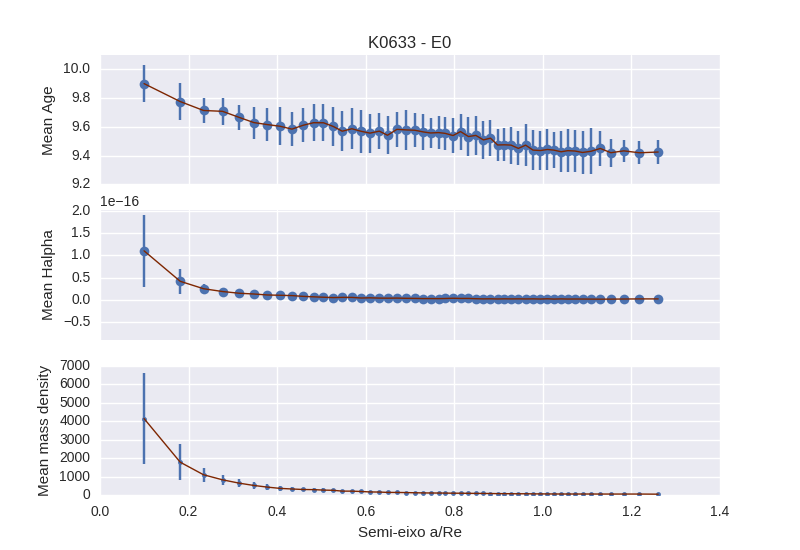 K0633 - E0
10.0
9.8
9.6
9.4
9.2
Mean Age
1e−16
2.0
1.5
1.0
0.5
0.0
−0.5
Mean Halpha
7000
6000
5000
4000
3000
2000
1000
0
Mean mass density
0.0 0.2 0.4 0.6 0.8 1.0 1.2 1.4
Semi-eixo a/Re